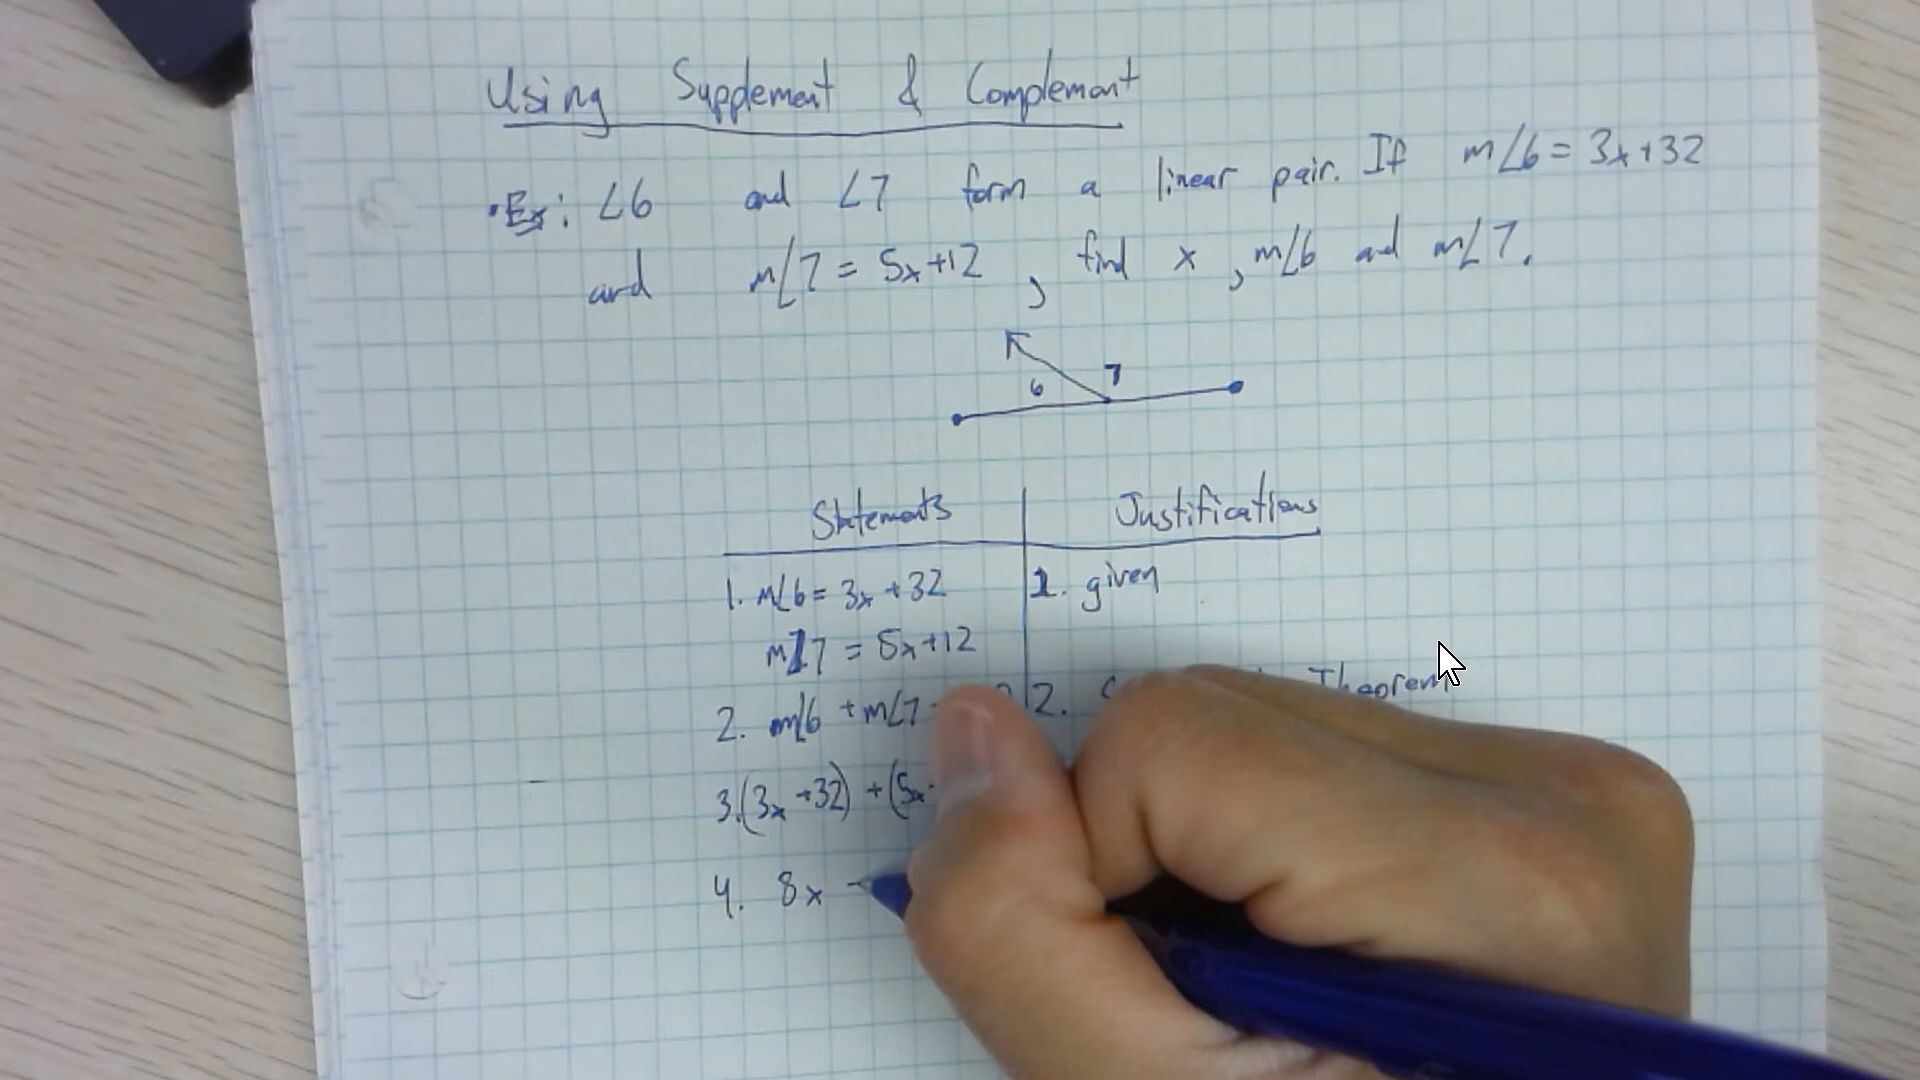 Using Supplement & Complement
• Ex: ∠6 and ∠7 form a linear pair. If m∠6 = 3x+32
and m∠7 = 5x+12, find x, m∠6 and m∠7.
6 7
Statements Justifications
1. m∠6 = 3x+32 1. given
m∠7 = 5x+12
2. m∠6 + m∠7 2. Theorem
3. (3x+32) + (5x
4. 8x